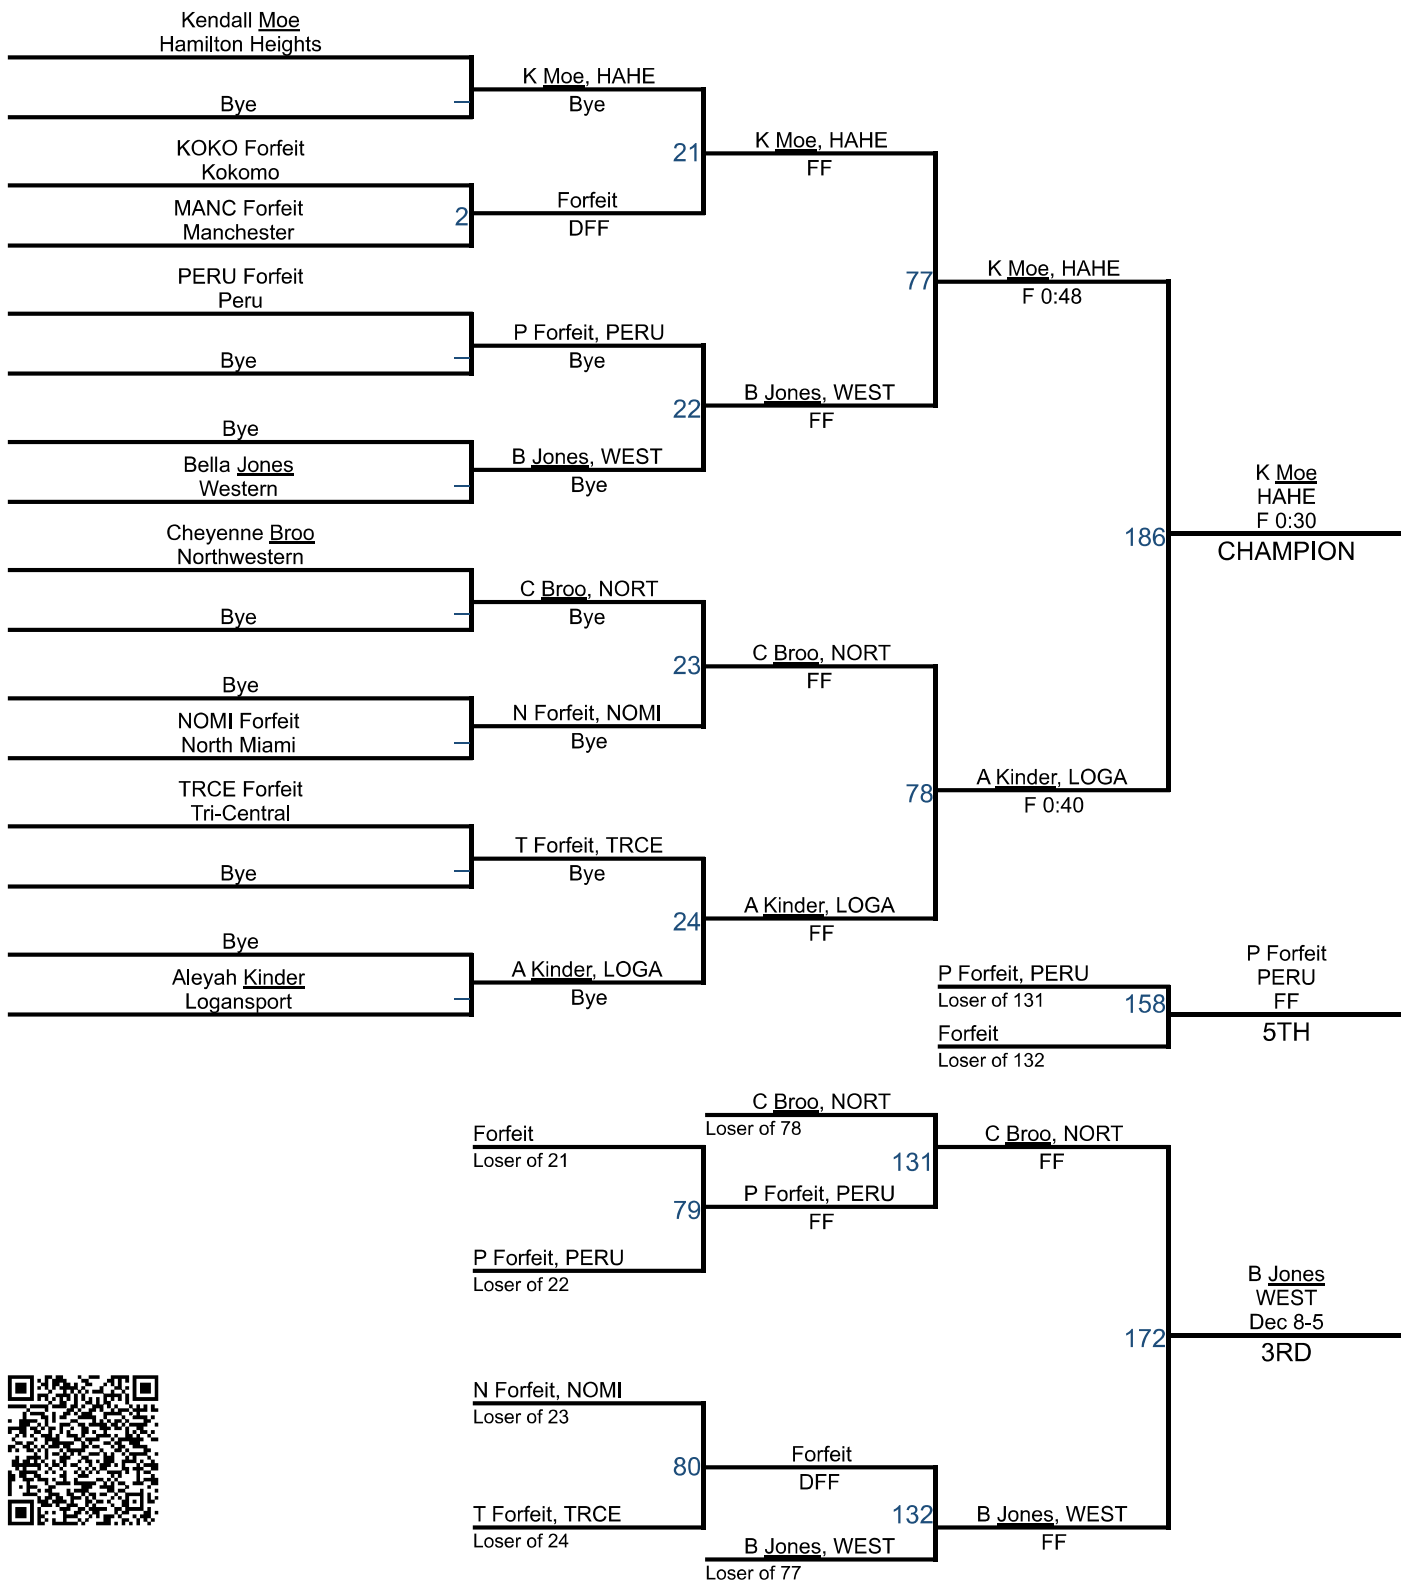 Kendall Moe
Hamilton Heights
Bye
K Moe, HAHE
Bye
KOKO Forfeit
Kokomo
MANC Forfeit
Manchester
2
Forfeit
DFF
21
K Moe, HAHE
FF
PERU Forfeit
Peru
Bye
P Forfeit, PERU
Bye
Bye
Bella Jones
Western
B Jones, WEST
Bye
22
B Jones, WEST
FF
77
K Moe, HAHE
F 0:48
Cheyenne Broo
Northwestern
Bye
C Broo, NORT
Bye
Bye
NOMI Forfeit
North Miami
N Forfeit, NOMI
Bye
23
C Broo, NORT
FF
TRCE Forfeit
Tri-Central
Bye
T Forfeit, TRCE
Bye
Bye
Aleyah Kinder
Logansport
A Kinder, LOGA
Bye
24
A Kinder, LOGA
FF
78
A Kinder, LOGA
F 0:40
186
K Moe
HAHE
F 0:30
CHAMPION
P Forfeit, PERU
Loser of 131
Forfeit
Loser of 132
158
P Forfeit
PERU
FF
5TH
C Broo, NORT
Loser of 78
Forfeit
Loser of 21
P Forfeit, PERU
Loser of 22
79
P Forfeit, PERU
FF
131
C Broo, NORT
FF
N Forfeit, NOMI
Loser of 23
T Forfeit, TRCE
Loser of 24
80
Forfeit
DFF
B Jones, WEST
Loser of 77
132
B Jones, WEST
FF
172
B Jones
WEST
Dec 8-5
3RD